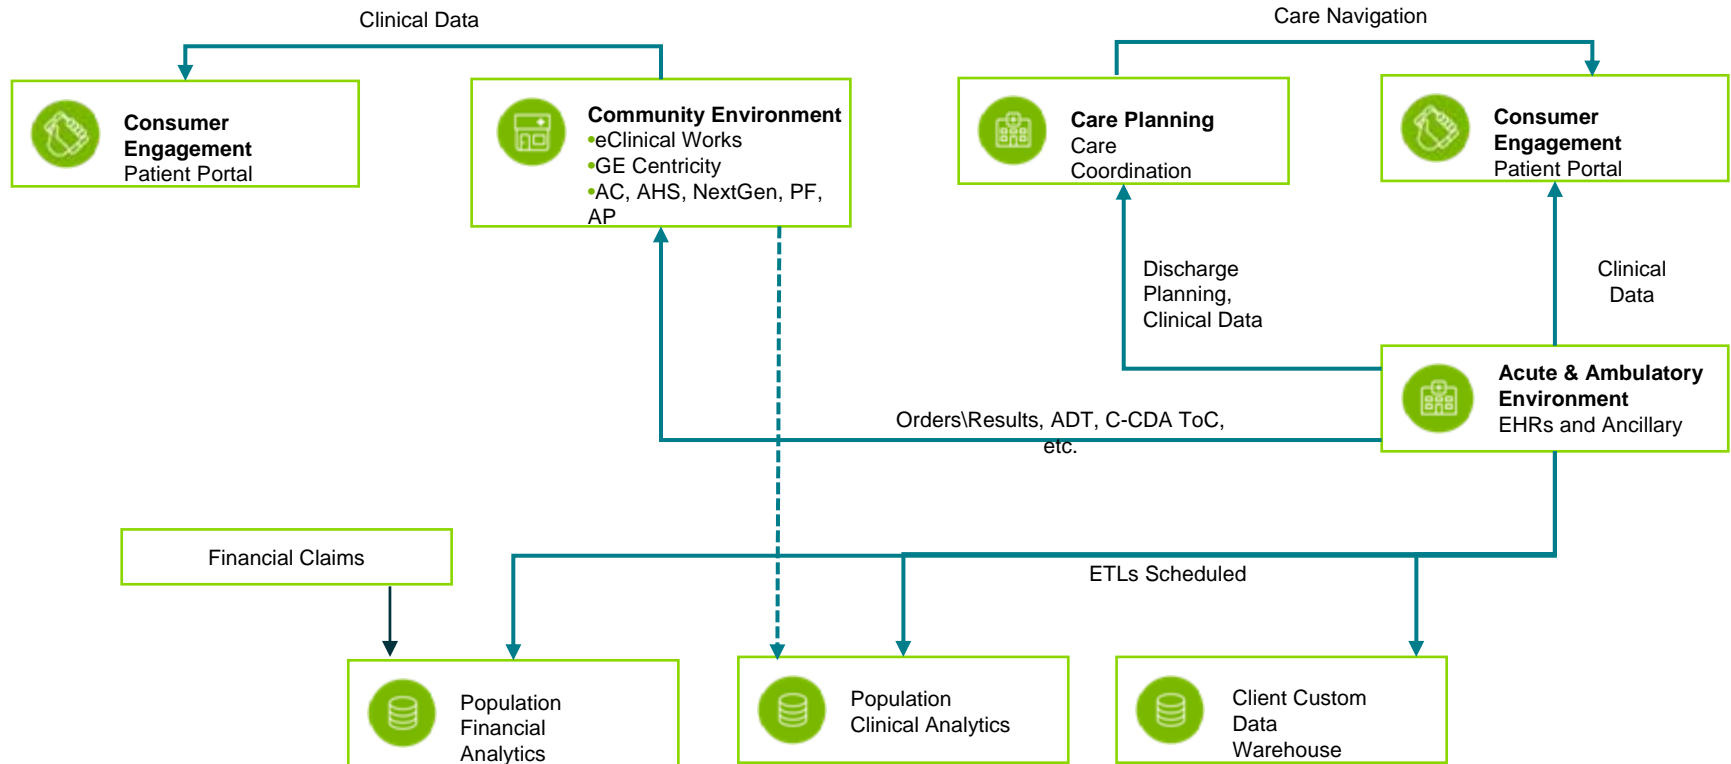 Clinical Data
Care Navigation
Consumer
Engagement
Patient Portal
Community Environment
•eClinical Works
•GE Centricity
•AC, AHS, NextGen, PF,
AP
Care Planning
Care
Coordination
Consumer
Engagement
Patient Portal
Discharge
Planning,
Clinical Data
Clinical
Data
Acute & Ambulatory
Environment
EHRs and Ancillary
Orders\Results, ADT, C-CDA ToC,
etc.
Financial Claims
ETLs Scheduled
Population
Financial
Analytics
Population
Clinical Analytics
Client Custom
Data
Warehouse